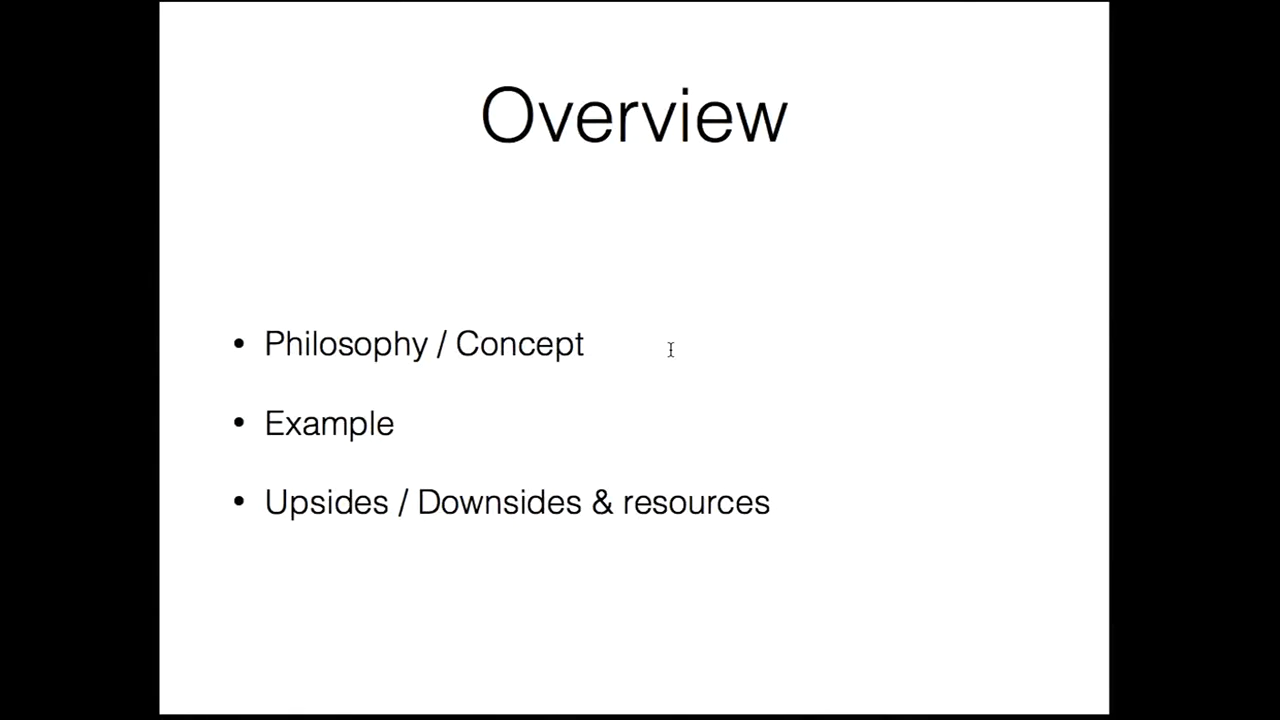 Overview
• Philosophy / Concept
• Example
• Upsides / Downsides & resources